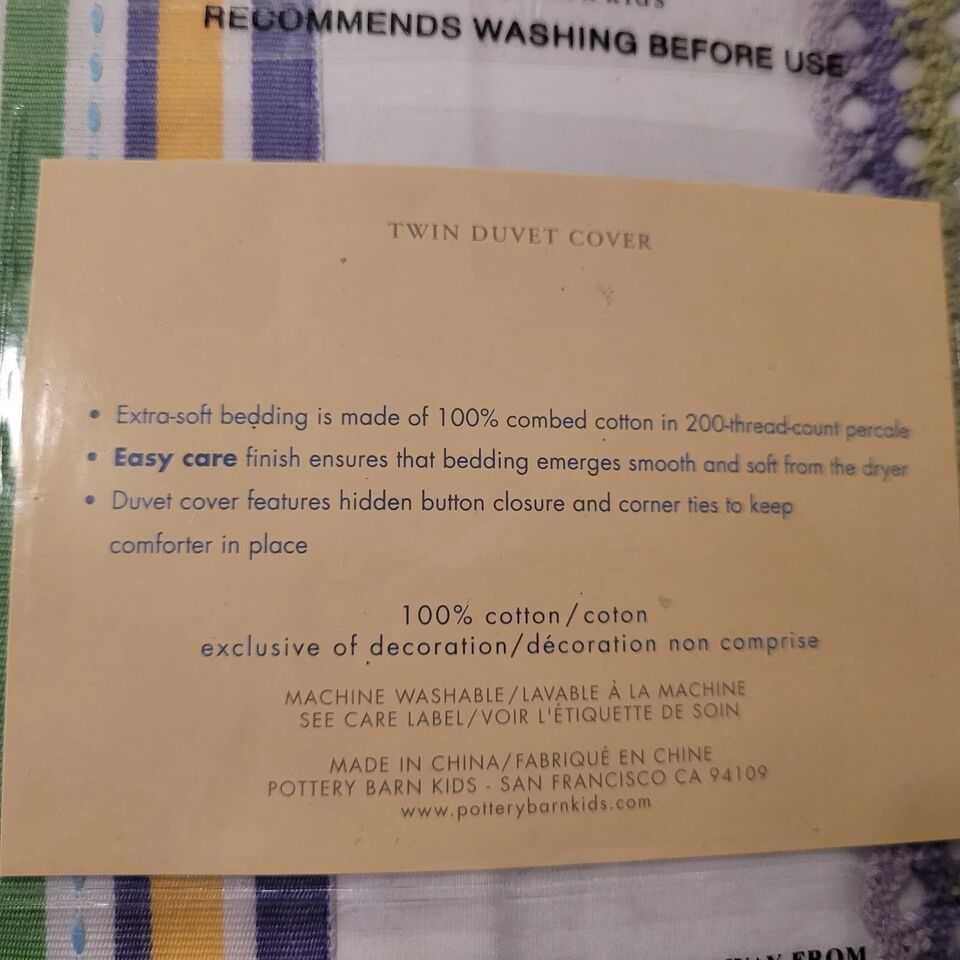 KIDS
RECOMMENDS WASHING BEFORE USE
TWIN DUVET COVER
• Extra-soft bedding is made of 100% combed cotton in 200-thread-count percale
• Easy care finish ensures that bedding emerges smooth and soft from the dryer
• Duvet cover features hidden button closure and corner ties to keep
comforter in place
100% cotton/coton
exclusive of decoration/décoration non comprise
MACHINE WASHABLE/LAVABLE À LA MACHINE
SEE CARE LABEL/VOIR L'ÉTIQUETTE DE SOIN
MADE IN CHINA/FABRIQUÉ EN CHINE
POTTERY BARN KIDS - SAN FRANCISCO CA 94109
www.potterybarnkids.com
FROM